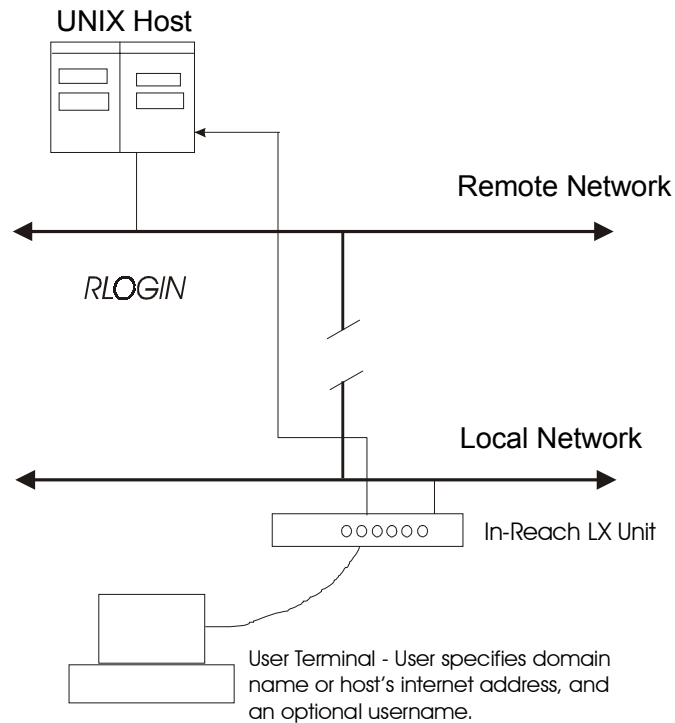 UNIX Host
Remote Network
RLOGIN
Local Network
In-Reach LX Unit
User Terminal - User specifies domain
name or host's internet address, and
an optional username.